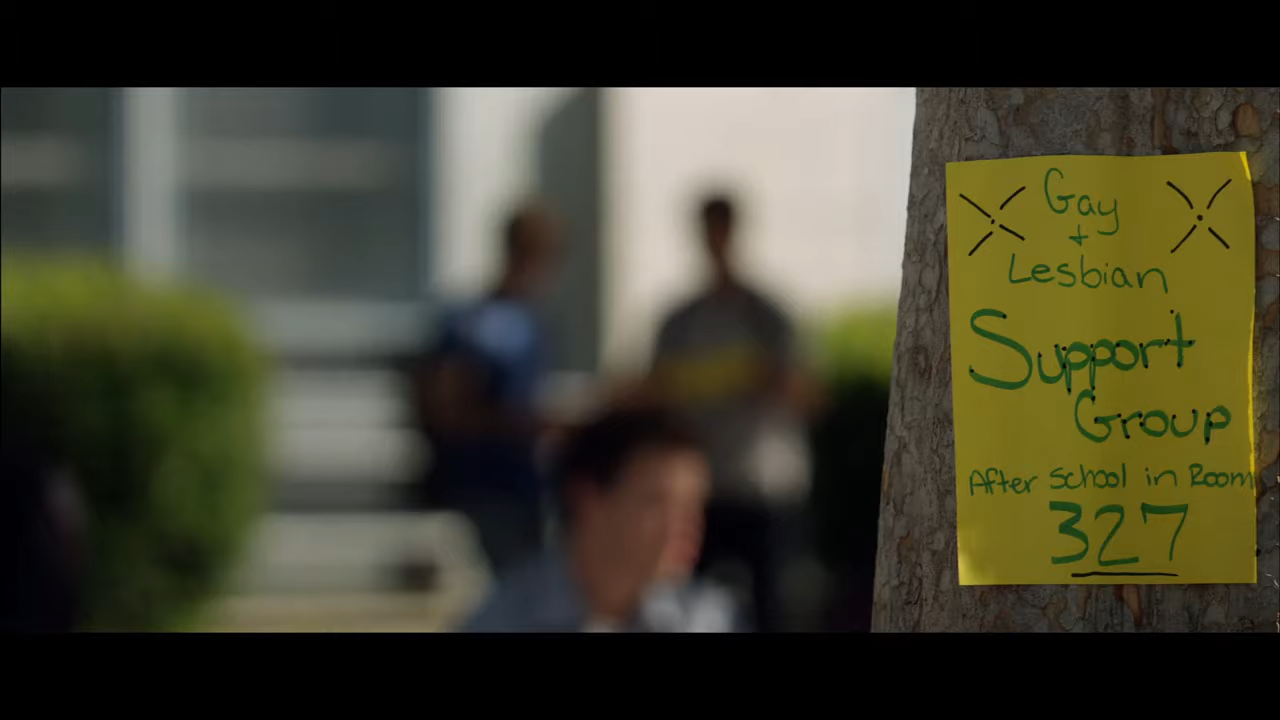 Gay
+
Lesbian
Support
Group
After school in Room
327